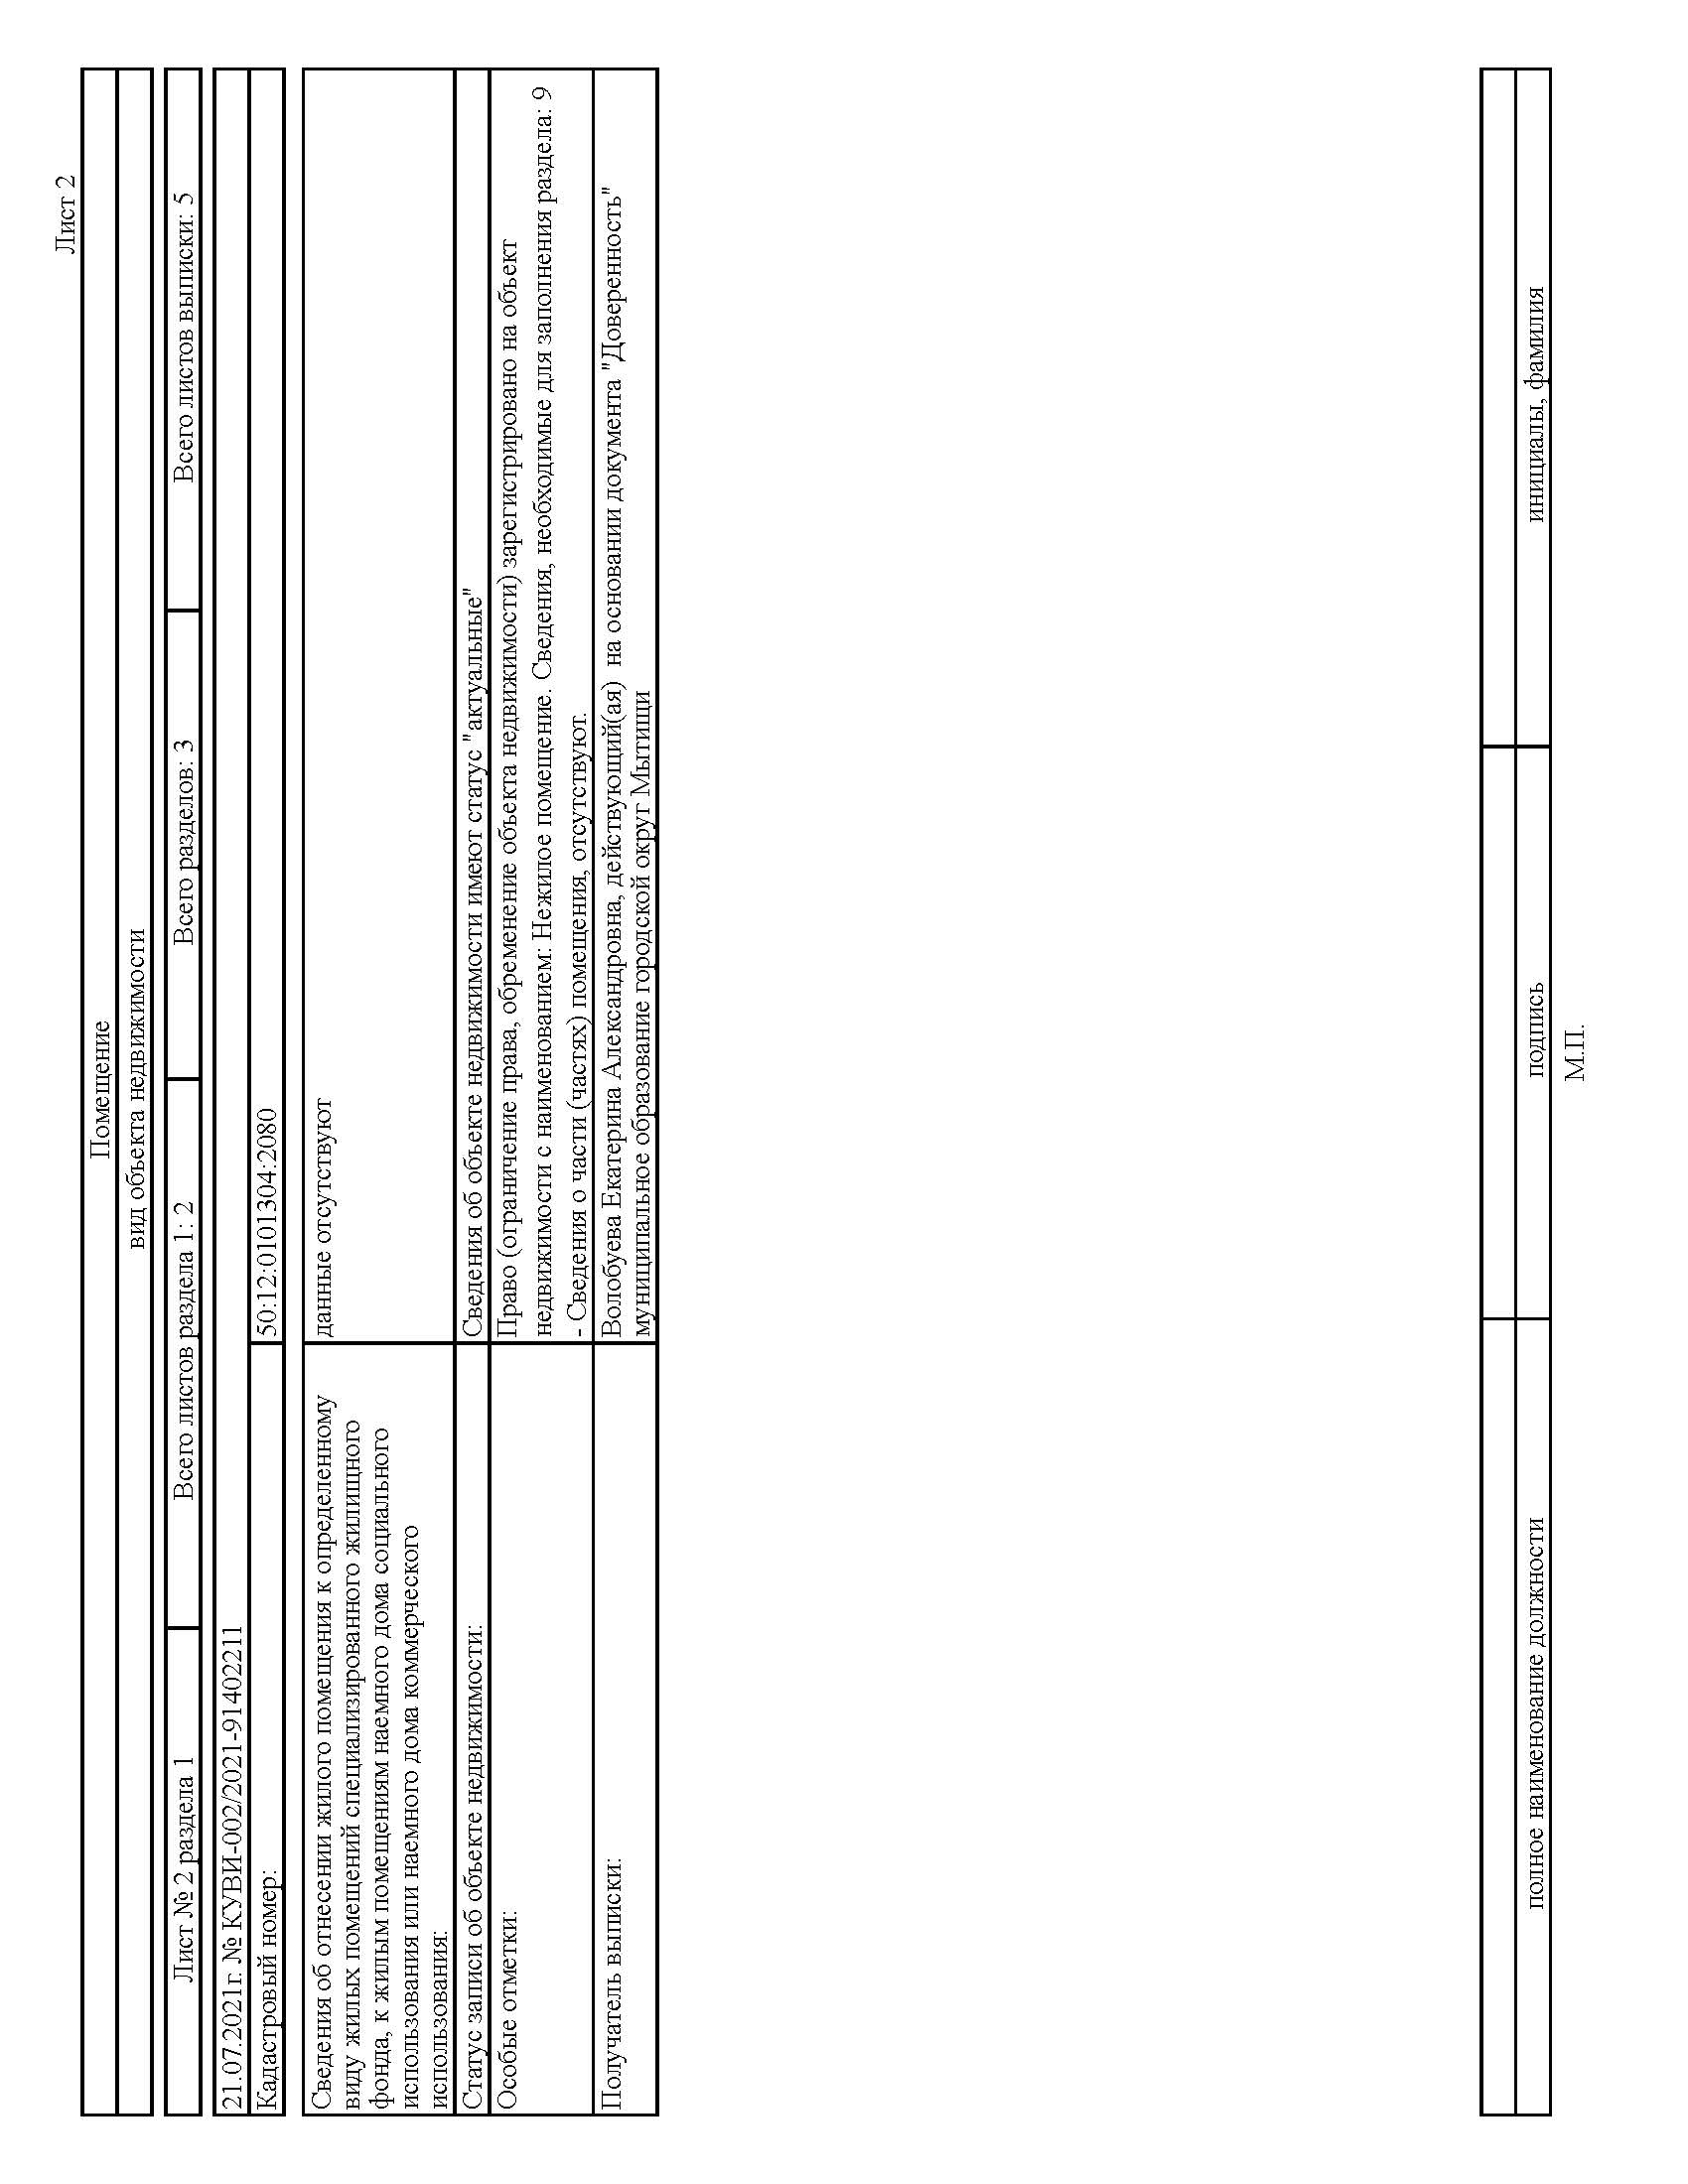 Лист 2
Помещение
вид объекта недвижимости
Лист № 2 раздела 1 Всего листов раздела 1: 2 Всего разделов: 3 Всего листов выписки: 5
21.07.2021г. № КУВИ-002/2021-91402211
Кадастровый номер: 50:12:0101304:2080
Сведения об отнесении жилого помещения к определенному
виду жилых помещений специализированного жилищного
фонда, к жилым помещениям наемного дома социального
использования или наемного дома коммерческого
использования:
данные отсутствуют
Статус записи об объекте недвижимости: Сведения об объекте недвижимости имеют статус "актуальные"
Особые отметки: Право (ограничение права, обременение объекта недвижимости) зарегистрировано на объект
недвижимости с наименованием: Нежилое помещение. Сведения, необходимые для заполнения раздела: 9
- Сведения о части (частях) помещения, отсутствуют.
Получатель выписки: Волобуева Екатерина Александровна, действующий(ая) на основании документа "Доверенность"
муниципальное образование городской округ Мытищи
полное наименование должности подпись инициалы, фамилия
М.П.